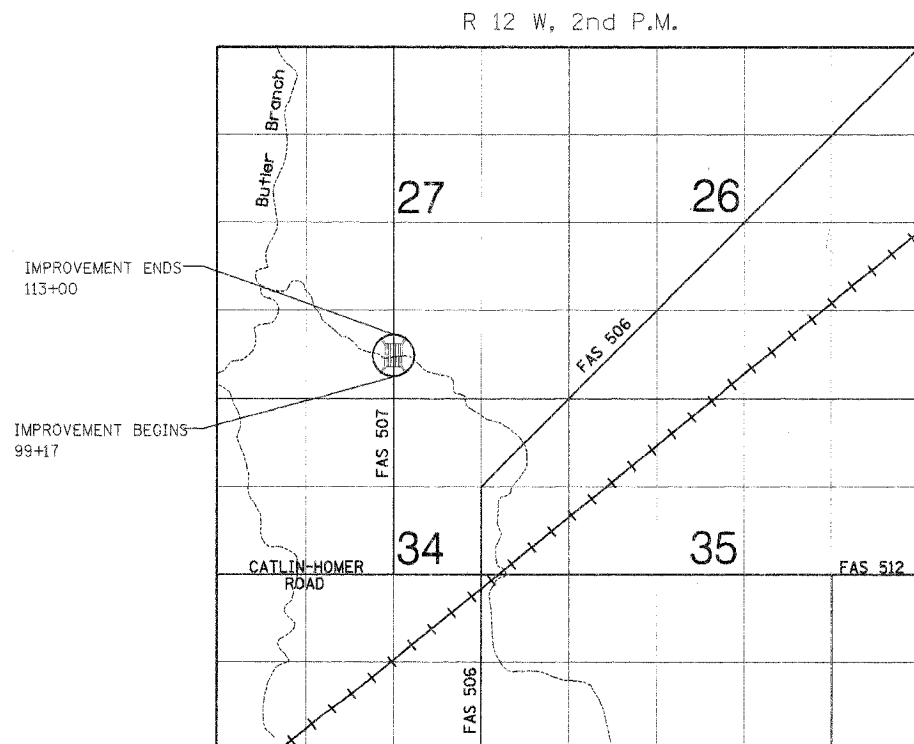 R 12 W, 2nd P.M.
Butler Branch
27
26
IMPROVEMENT ENDS
113+00
FAS 506
IMPROVEMENT BEGINS
99+17
FAS 507
34
35
CATLIN-HOMER
ROAD
FAS 512
FAS 506